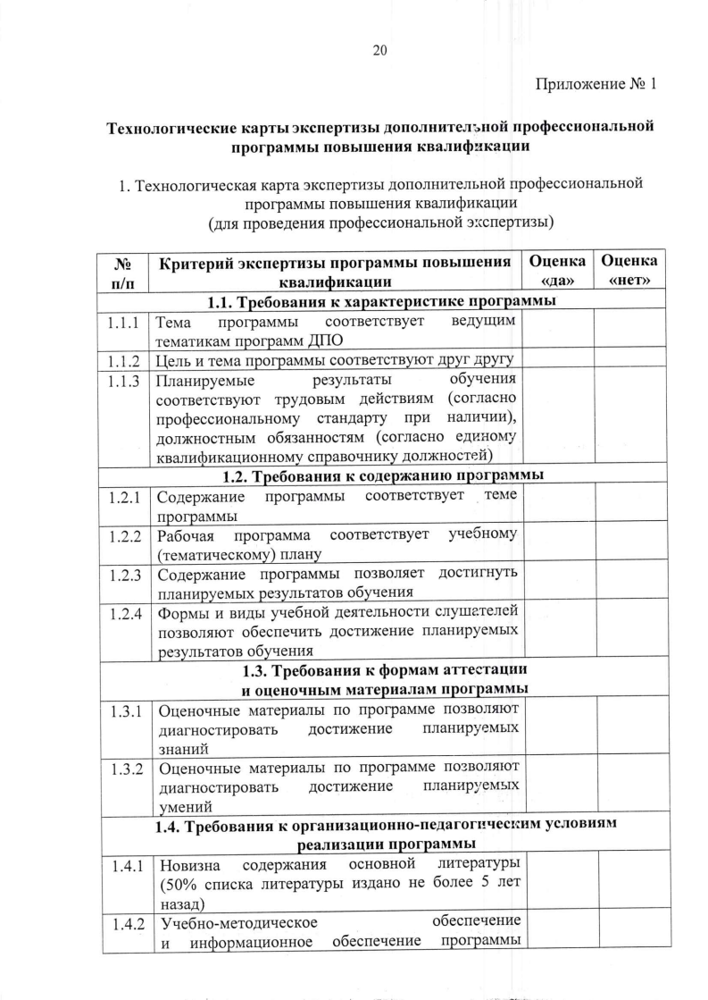 20
Приложение № 1
Технологические карты экспертизы дополнительной профессиональной
программы повышения квалификации
1. Технологическая карта экспертизы дополнительной профессиональной
программы повышения квалификации
(для проведения профессиональной экспертизы)
№ Критерий экспертизы программы повышения Оценка Оценка
п/п квалификации «да» «нет»
1.1. Требования к характеристике программы
1.1.1 Тема программы соответствует ведущим
тематикам программ ДПО
1.1.2 Цель и тема программы соответствуют друг другу
1.1.3 Планируемые результаты обучения
соответствуют трудовым действиям (согласно
профессиональному стандарту при наличии),
должностным обязанностям (согласно единому
квалификационному справочнику должностей)
1.2. Требования к содержанию программы
1.2.1 Содержание программы соответствует теме
программы
1.2.2 Рабочая программа соответствует учебному
(тематическому) плану
1.2.3 Содержание программы позволяет достигнуть
планируемых результатов обучения
1.2.4 Формы и виды учебной деятельности слушателей
позволяют обеспечить достижение планируемых
результатов обучения
1.3. Требования к формам аттестации
и оценочным материалам программы
1.3.1 Оценочные материалы по программе позволяют
диагностировать достижение планируемых
знаний
1.3.2 Оценочные материалы по программе позволяют
диагностировать достижение планируемых
умений
1.4. Требования к организационно-педагогическим условиям
реализации программы
1.4.1 Новизна содержания основной литературы
(50% списка литературы издано не более 5 лет
назад)
1.4.2 Учебно-методическое обеспечение
и информационное обеспечение программы